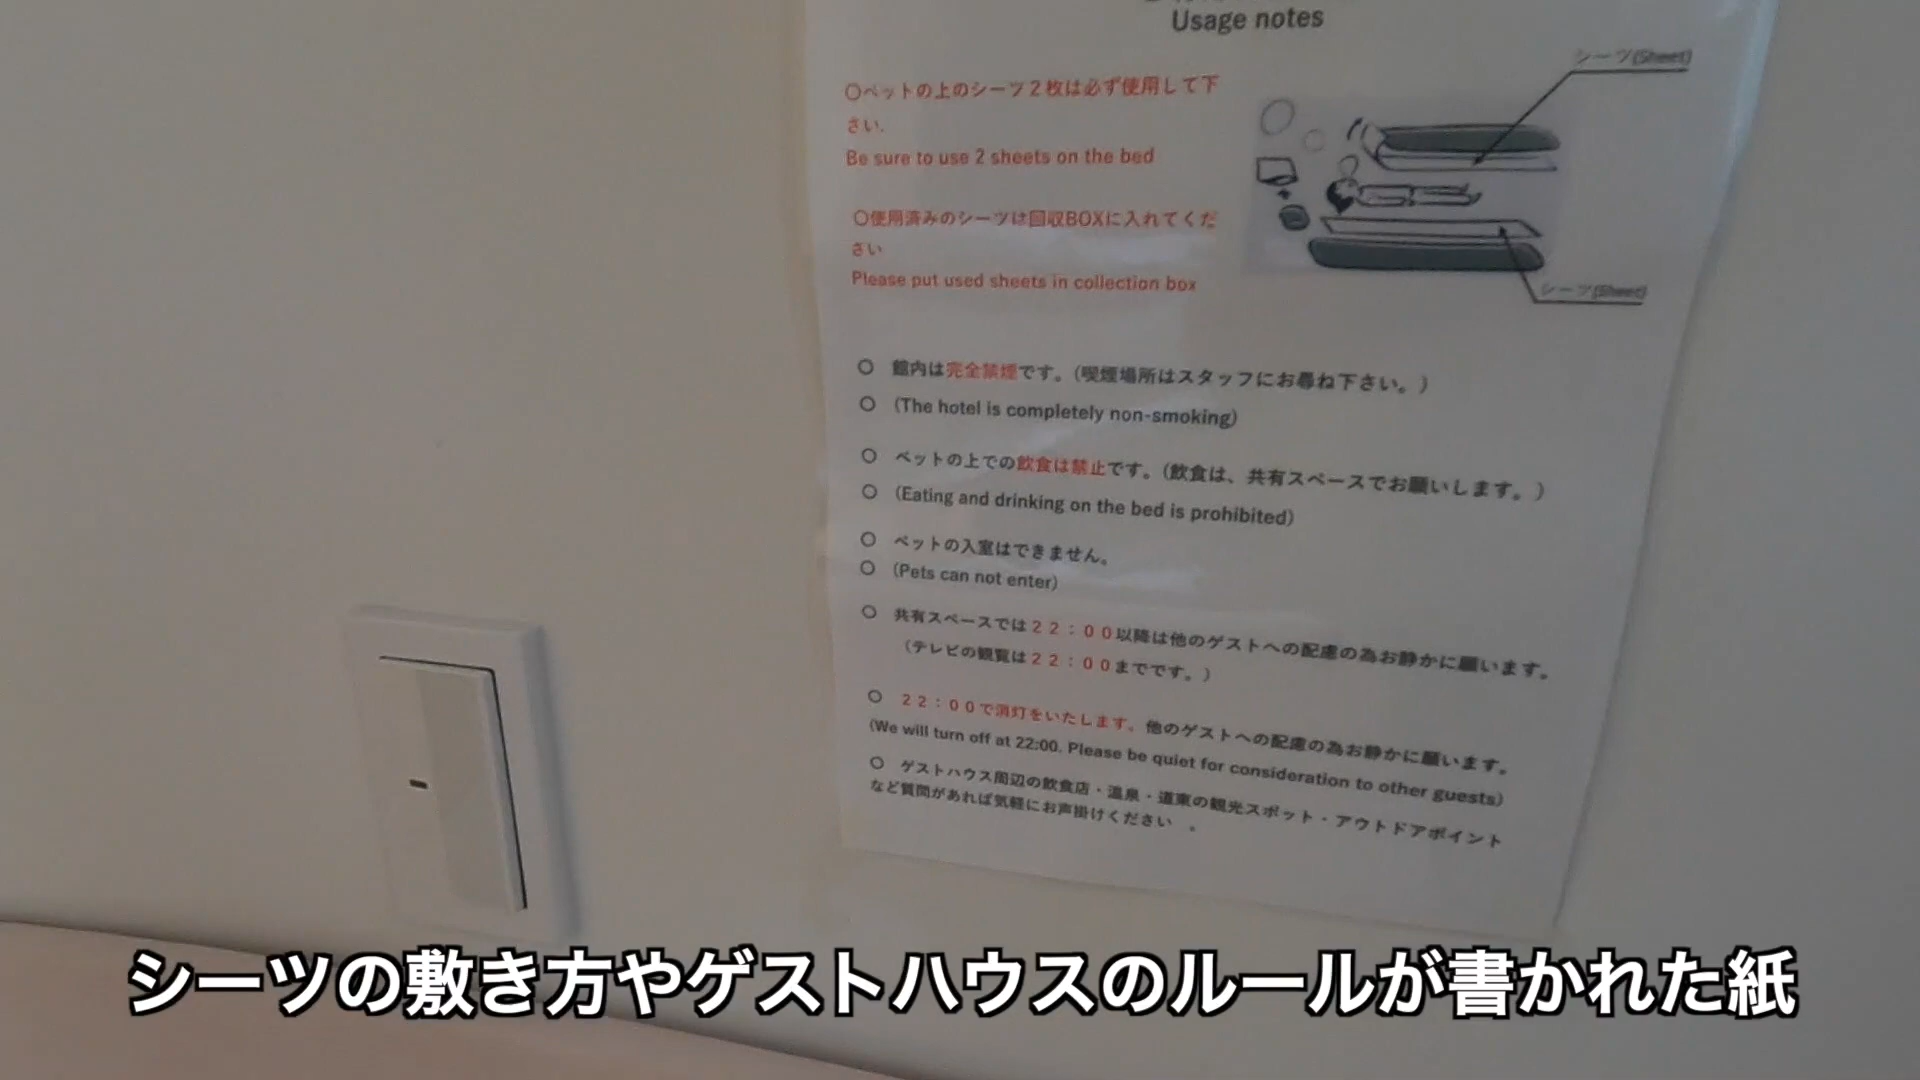 Usage notes
シーツ(Sheet)
○ベットの上のシーツ2枚は必ず使用して下
さい.
Be sure to use 2 sheets on the bed
○使用済みのシーツは回収BOXに入れてくだ
さい
Please put used sheets in collection box
シーツ(Sheet)
○ 館内は完全禁煙です。(喫煙場所はスタッフにお尋ね下さい。)
○ (The hotel is completely non-smoking)
○ ベットの上での飲食は禁止です。(飲食は、共有スペースでお願いします。)
○ (Eating and drinking on the bed is prohibited)
○ ペットの入室はできません。
○ (Pets can not enter)
○ 共有スペースでは22:00以降は他のゲストへの配慮の為お静かに願います。
(テレビの観覧は22:00までです。)
○ 22:00で消灯をいたします。他のゲストへの配慮の為お静かに願います。
(We will turn off at 22:00. Please be quiet for consideration to other guests)
○ ゲストハウス周辺の飲食店・温泉・道東の観光スポット・アウトドアポイント
など質問があれば気軽にお声掛けください 。
シーツの敷き方やゲストハウスのルールが書かれた紙